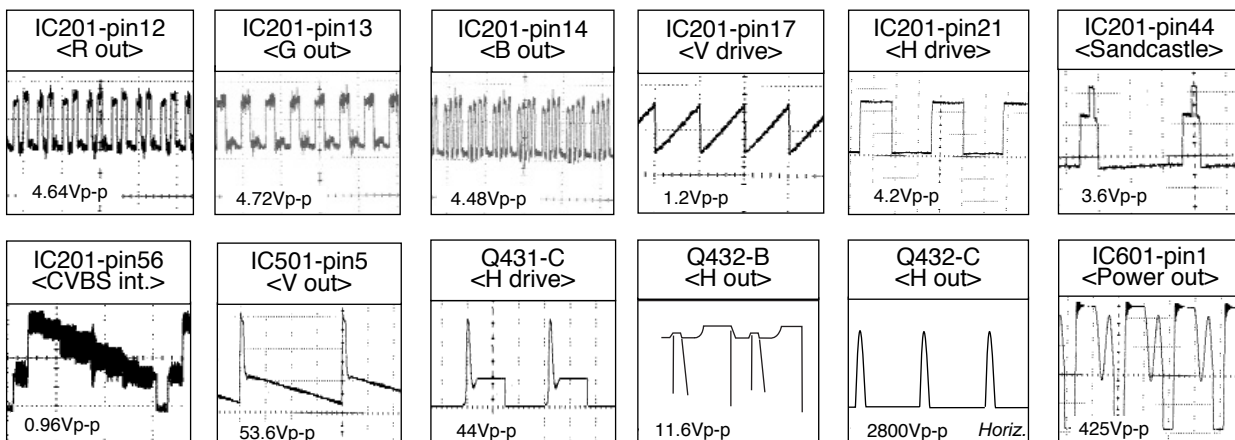 IC201-pin12
<R out>
4.64Vp-p
IC201-pin13
<G out>
4.72Vp-p
IC201-pin14
<B out>
4.48Vp-p
IC201-pin17
<V drive>
1.2Vp-p
IC201-pin21
<H drive>
4.2Vp-p
IC201-pin44
<Sandcastle>
3.6Vp-p
IC201-pin56
<CVBS int.>
0.96Vp-p
IC501-pin5
<V out>
53.6Vp-p
Q431-C
<H drive>
44Vp-p
Q432-B
<H out>
11.6Vp-p
Q432-C
<H out>
2800Vp-p Horiz.
IC601-pin1
<Power out>
425Vp-p